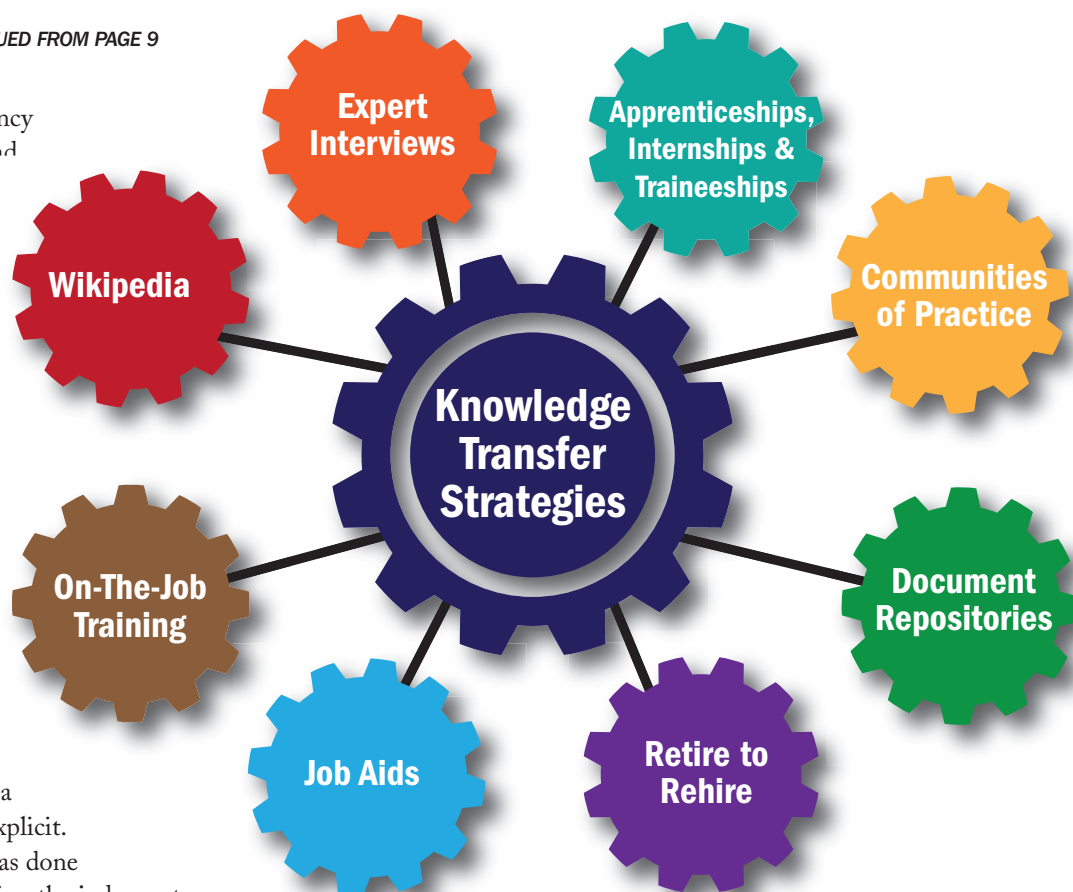 UED FROM PAGE 9
ncy
Expert
Interviews
Apprenticeships,
Internships &
Traineeships
Wikipedia
Communities
of Practice
Knowledge
Transfer
Strategies
On-The-Job
Training
Document
Repositories
Job Aids
Retire to
Rehire
a
xplicit.
as done